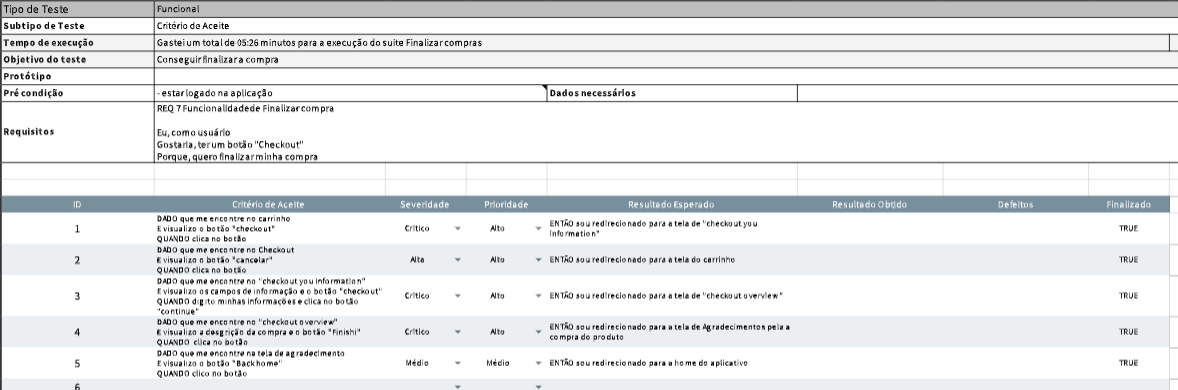 Tipo de Teste Funcional
Subtipo de Teste Critério de Aceite
Tempo de execução Gastei um total de 05:26 minutos para a execução do suite Finalizar compras
Objetivo do teste Conseguir finalizar a compra
Protótipo
Pré condição - estar logado na aplicação Dados necessários
REQ 7 Funcionalidade de Finalizar compra
Requisitos
Eu, como usuário
Gostaria, ter um botão "Checkout"
Porque, quero finalizar minha compra
ID Critério de Aceite Severidade Prioridade Resultado Esperado Resultado Obtido Defeitos Finalizado
1
DADO que me encontre no carrinho
E visualizo o botão "checkout"
QUANDO clica no botão
Crítico Alto
ENTÃO sou redirecionado para a tela de "checkout you
information"
TRUE
2
DADO que me encontre no Checkout
E visualizo o botão "cancelar"
QUANDO clica no botão
Alta Alto ENTÃO sou redirecionado para a tela do carrinho TRUE
3
DADO que me encontre no "checkout you information"
E visualizo os campos de informação e o botão "checkout"
QUANDO digito minhas informações e clica no botão
"continue"
Crítico Alto ENTÃO sou redirecionado para a tela de "checkout overview" TRUE
4
DADO que me encontre no "checkout overview"
E visualizo a desgrição da compra e o botão "Finishi"
QUANDO clica no botão
Crítico Alto
ENTÃO sou redirecionado para a tela de Agradecimentos pela a
compra do produto
TRUE
5
DADO que me encontre na tela de agradecimento
E visualizo o botão "Back home"
QUANDO clico no botão
Médio Médio ENTÃO sou redirecionado para a home do aplicativo TRUE
6